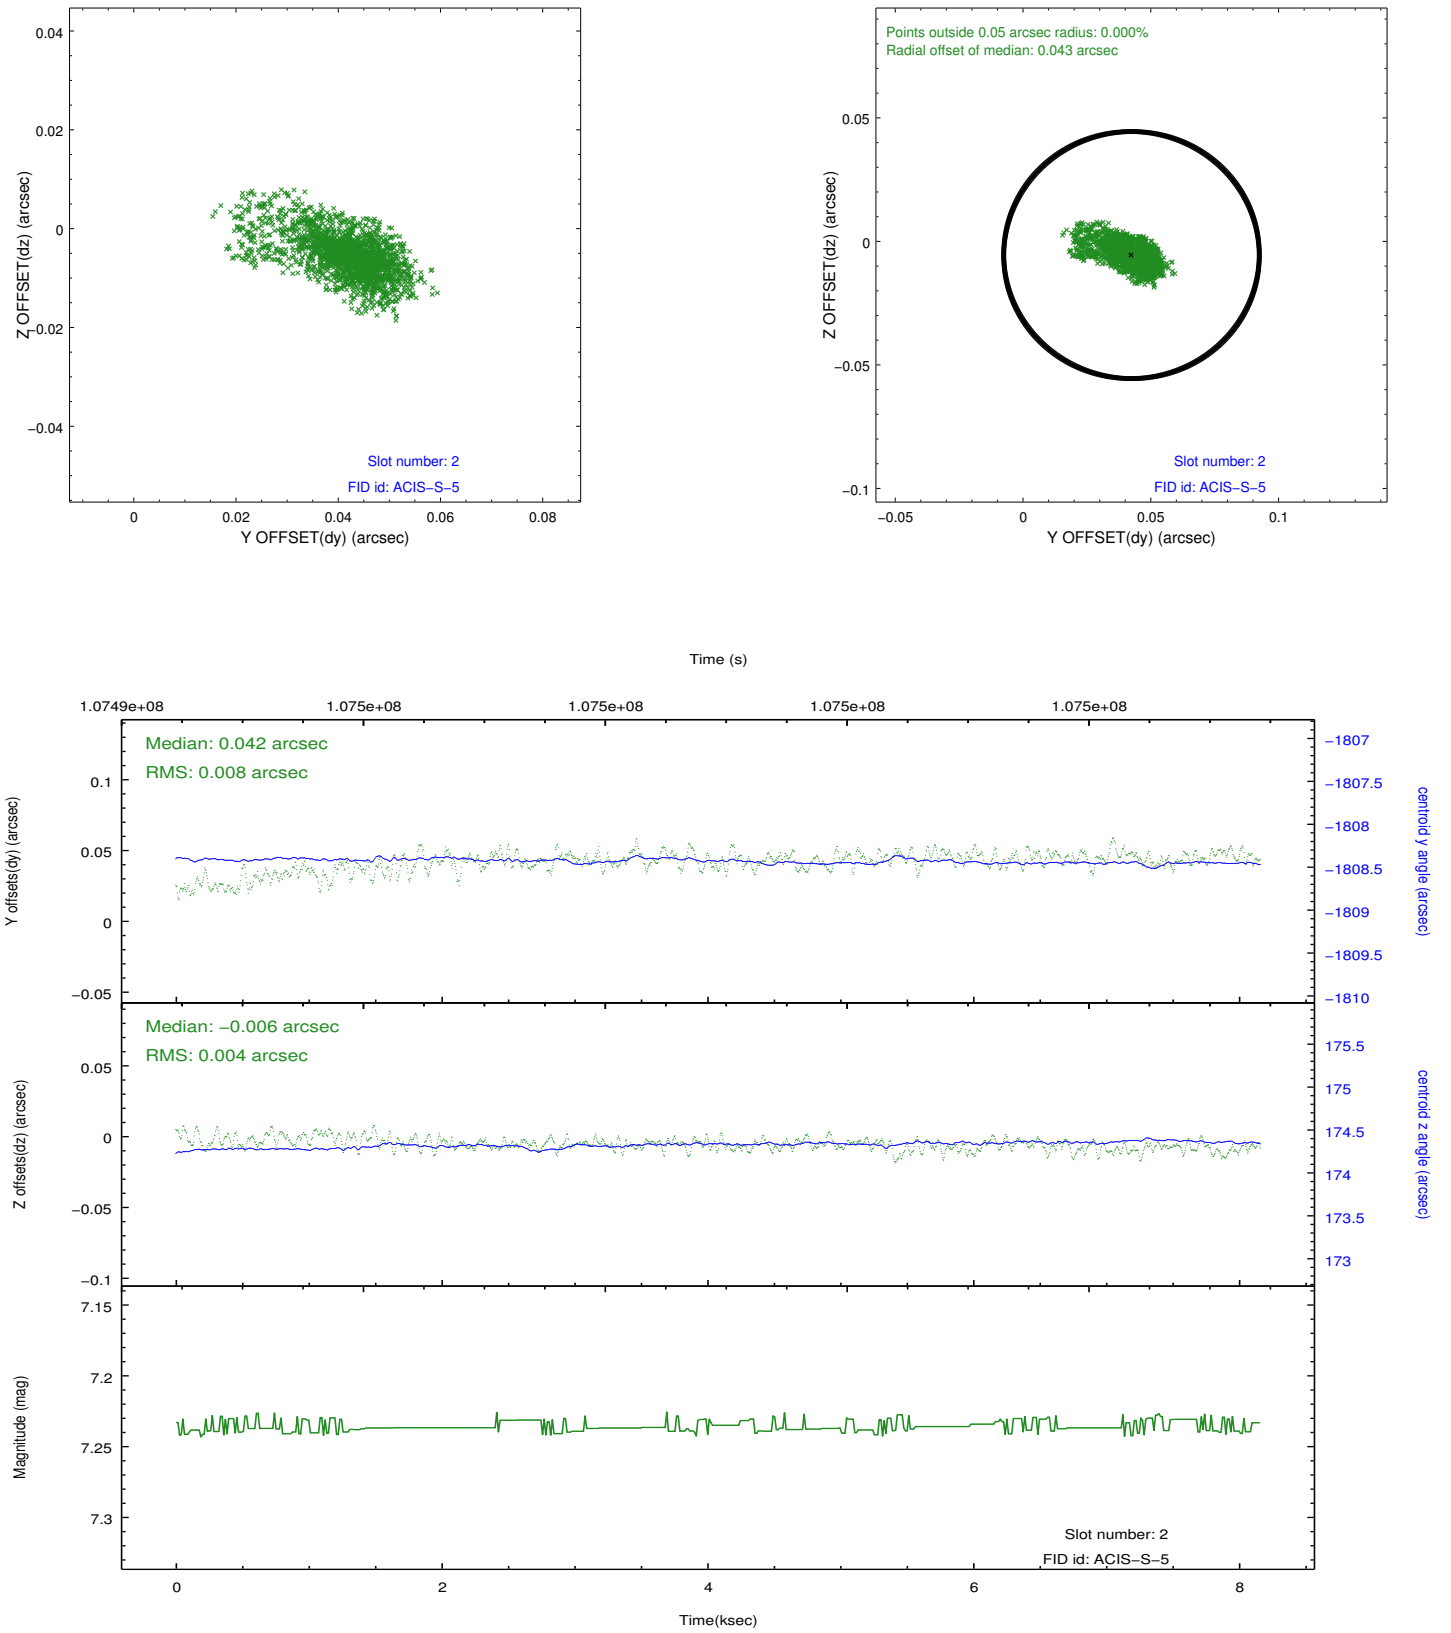 0.04
0.02
0
−0.02
−0.04
Z OFFSET(dz) (arcsec)
Slot number: 2
FID id: ACIS−S−5
0 0.02 0.04 0.06 0.08
Y OFFSET(dy) (arcsec)
Points outside 0.05 arcsec radius: 0.000%
Radial offset of median: 0.043 arcsec
0.05
0
−0.05
−0.1
Z OFFSET(dz) (arcsec)
Slot number: 2
FID id: ACIS−S−5
−0.05 0 0.05 0.1
Y OFFSET(dy) (arcsec)
Time (s)
1.0749e+08 1.075e+08 1.075e+08 1.075e+08 1.075e+08
Median: 0.042 arcsec
RMS: 0.008 arcsec
0.1
0.05
0
−0.05
Y offsets(dy) (arcsec)
−1807
−1807.5
−1808
−1808.5
−1809
−1809.5
−1810
centroid y angle (arcsec)
Median: −0.006 arcsec
RMS: 0.004 arcsec
0.05
0
−0.05
−0.1
Z offsets(dz) (arcsec)
175.5
175
174.5
174
173.5
173
centroid z angle (arcsec)
7.15
7.2
7.25
7.3
Magnitude (mag)
Slot number: 2
FID id: ACIS−S−5
0 2 4 6 8
Time(ksec)